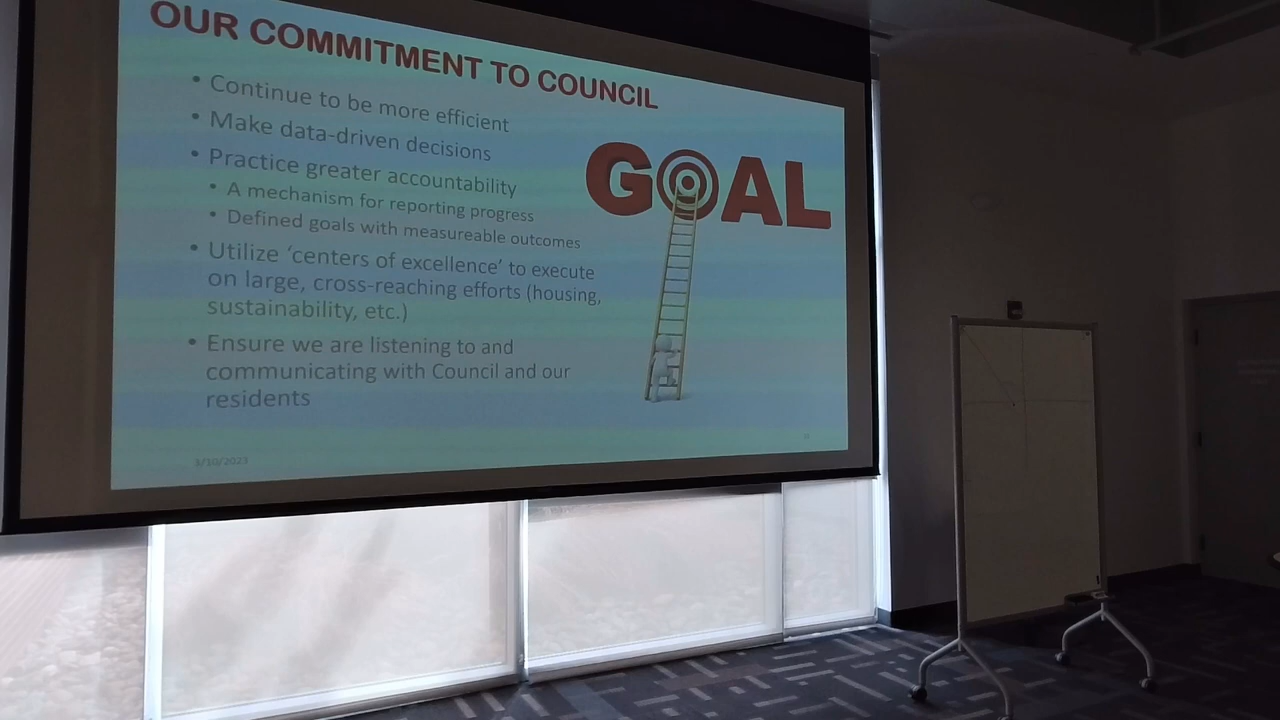 OUR COMMITMENT TO COUNCIL
• Continue to be more efficient
• Make data-driven decisions
• Practice greater accountability
• A mechanism for reporting progress
• Defined goals with measureable outcomes
• Utilize ‘centers of excellence’ to execute
on large, cross-reaching efforts (housing,
sustainability, etc.)
• Ensure we are listening to and
communicating with Council and our
residents
GOAL
3/10/2023